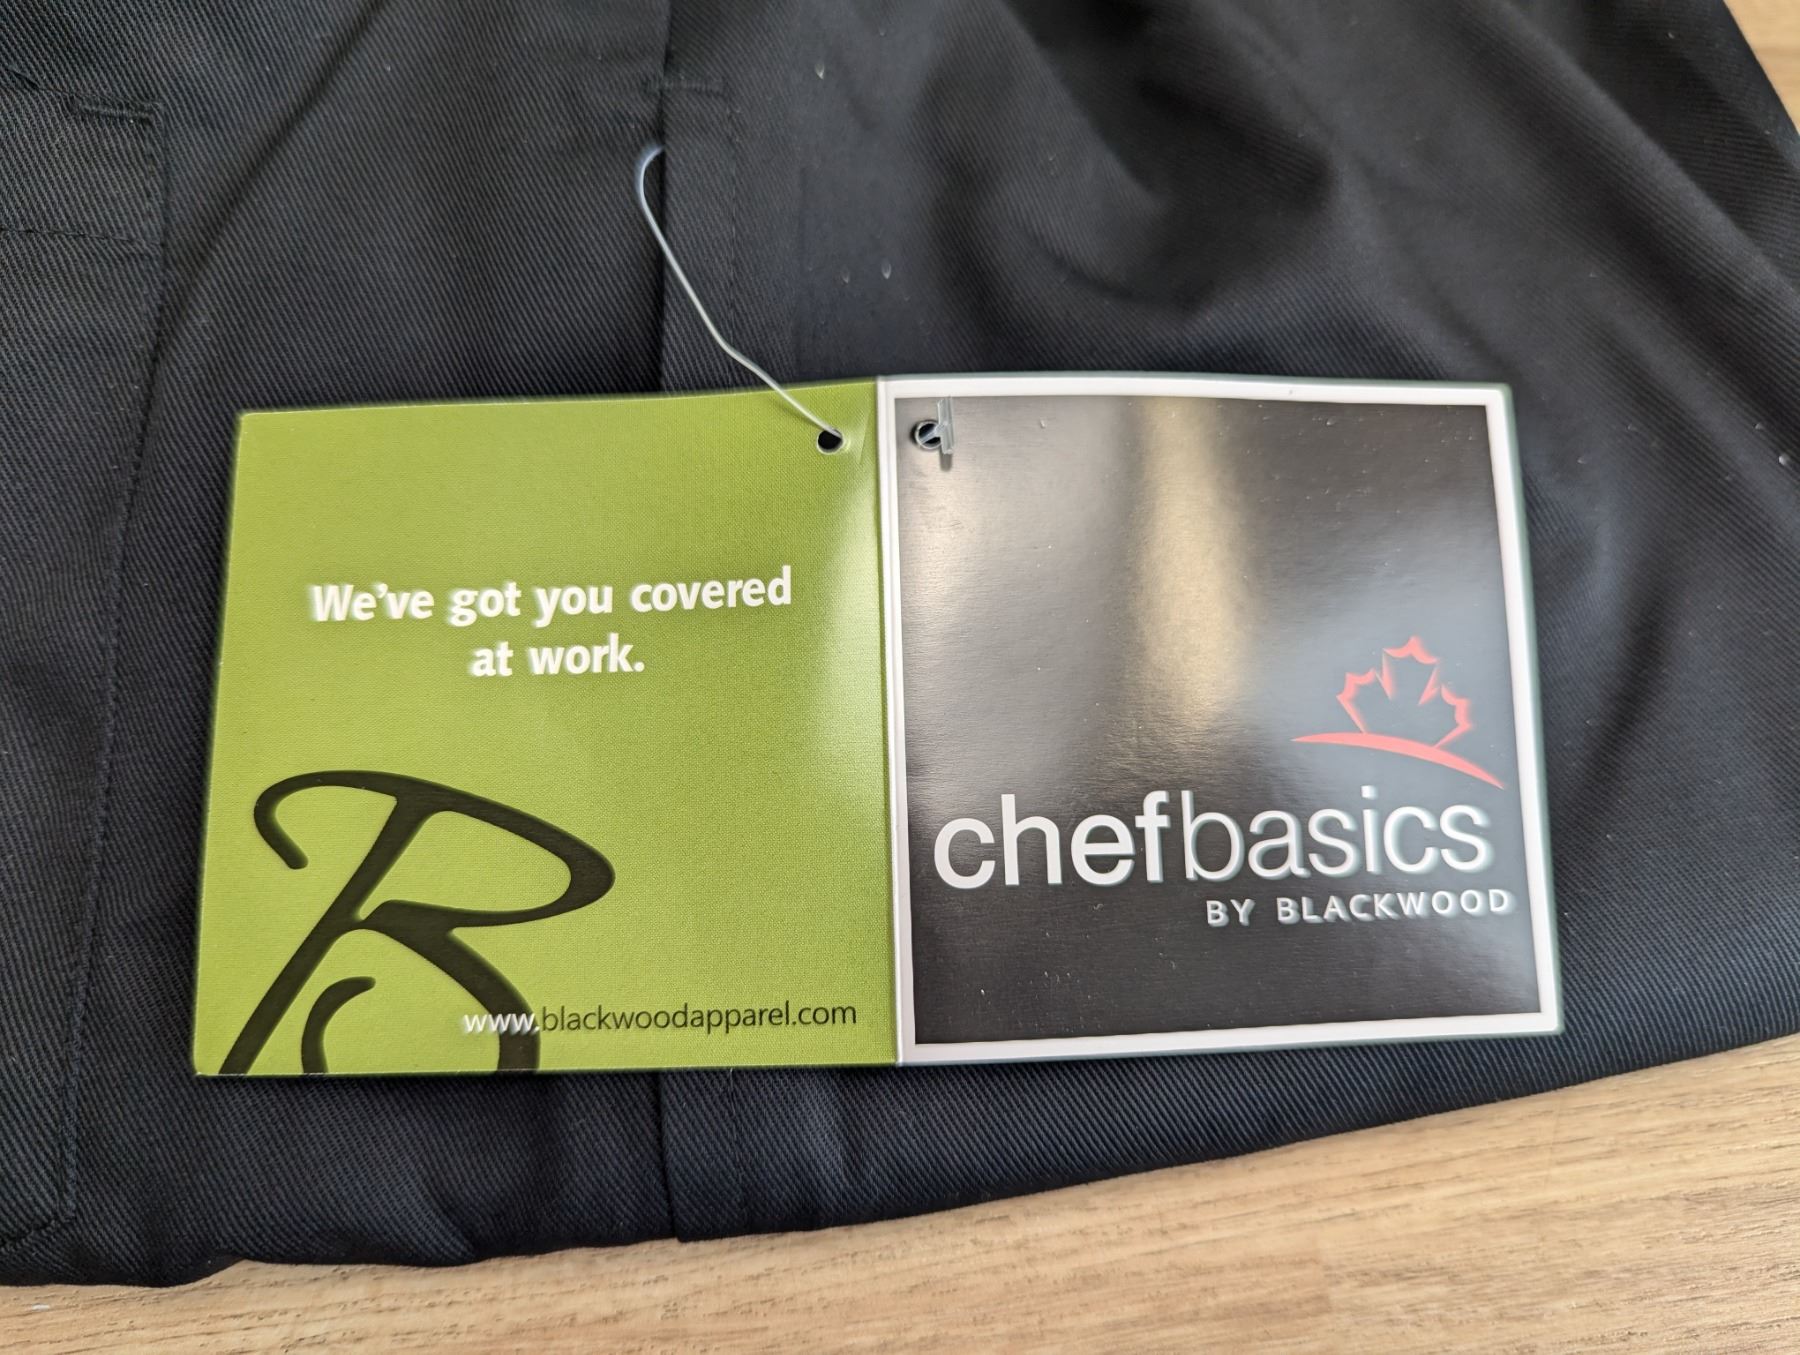 We've got you covered
at work.
www.blackwoodapparel.com
chefbasics
BY BLACKWOOD